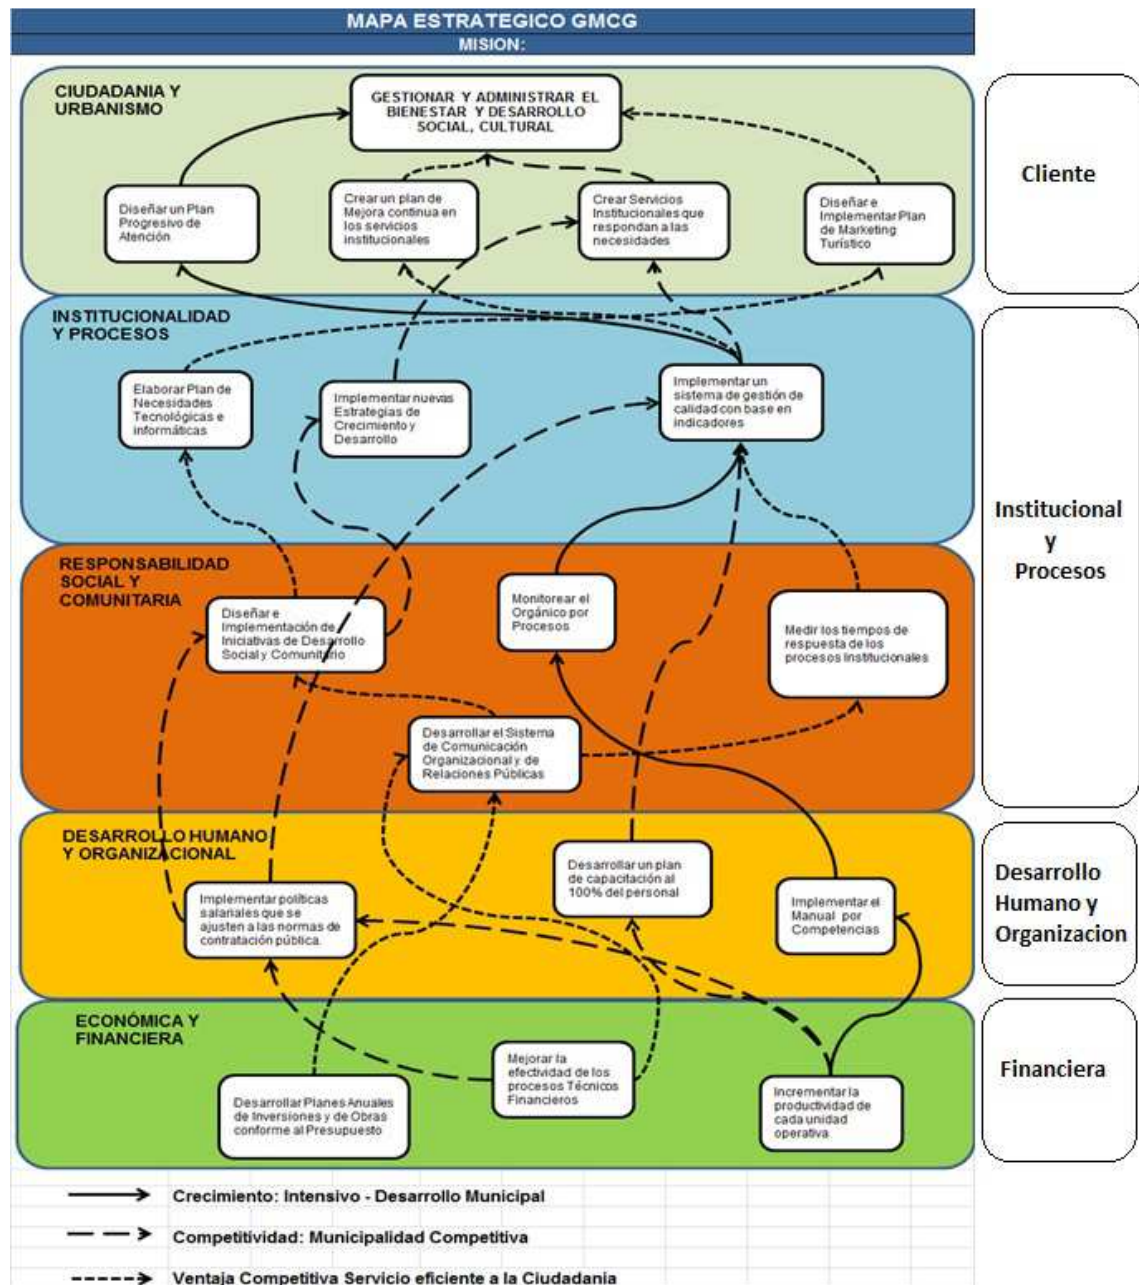 MAPA ESTRATEGICO GMCG
MISION:
CIUDADANIA Y
URBANISMO
GESTIONAR Y ADMINISTRAR EL
BIENESTAR Y DESARROLLO
SOCIAL, CULTURAL
Diseñar un Plan
Progresivo de
Atención
Crear un plan de
Mejora continua en
los servicios
institucionales
Crear Servicios
Institucionales que
respondan a las
necesidades
Diseñar e
Implementar Plan
de Marketing
Turístico
Cliente
INSTITUCIONALIDAD
Y PROCESOS
Elaborar Plan de
Necesidades
Tecnológicas e
informáticas
Implementar nuevas
Estrategias de
Crecimiento y
Desarrollo
Implementar un
sistema de gestión de
calidad con base en
indicadores
Institucional
y
Procesos
RESPONSABILIDAD
SOCIAL Y
COMUNITARIA
Diseñar e
Implementación de
Iniciativas de Desarrollo
Social y Comunitario
Monitorear el
Orgánico por
Procesos
Medir los tiempos de
respuesta de los
procesos Institucionales
Desarrollar el Sistema
de Comunicación
Organizacional y de
Relaciones Públicas
DESARROLLO HUMANO
Y ORGANIZACIONAL
Implementar políticas
salariales que se
ajusten a las normas de
contratación pública.
Desarrollar un plan
de capacitación al
100% del personal
Implementar el
Manual por
Competencias
Desarrollo
Humano y
Organizacion
ECONÓMICA Y
FINANCIERA
Desarrollar Planes Anuales
de Inversiones y de Obras
conforme al Presupuesto
Mejorar la
efectividad de los
procesos Técnicos
Financieros
Incrementar la
productividad de
cada unidad
operativa
Financiera
Crecimiento: Intensivo - Desarrollo Municipal
Competitividad: Municipalidad Competitiva
Ventaja Competitiva Servicio eficiente a la Ciudadania